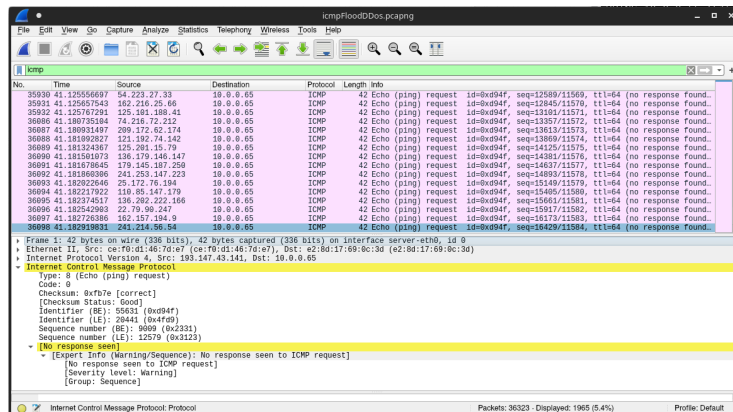 icmpFloodDDos.pcapng
File Edit View Go Capture Analyze Statistics Telephony Wireless Tools Help
icmp
No. Time Source Destination Protocol Length Info
35930 41.125556697 54.223.27.33 10.0.0.65 ICMP 42 Echo (ping) request id=0xd94f, seq=12589/11569, ttl=64 (no response found…
35931 41.125657543 162.216.25.66 10.0.0.65 ICMP 42 Echo (ping) request id=0xd94f, seq=12845/11570, ttl=64 (no response found…
35932 41.125767291 125.101.188.41 10.0.0.65 ICMP 42 Echo (ping) request id=0xd94f, seq=13101/11571, ttl=64 (no response found…
36086 41.180735104 74.216.72.212 10.0.0.65 ICMP 42 Echo (ping) request id=0xd94f, seq=13357/11572, ttl=64 (no response found…
36087 41.180931497 209.172.62.174 10.0.0.65 ICMP 42 Echo (ping) request id=0xd94f, seq=13613/11573, ttl=64 (no response found…
36088 41.181092827 121.192.74.142 10.0.0.65 ICMP 42 Echo (ping) request id=0xd94f, seq=13869/11574, ttl=64 (no response found…
36089 41.181324367 125.201.15.79 10.0.0.65 ICMP 42 Echo (ping) request id=0xd94f, seq=14125/11575, ttl=64 (no response found…
36090 41.181501073 136.179.146.147 10.0.0.65 ICMP 42 Echo (ping) request id=0xd94f, seq=14381/11576, ttl=64 (no response found…
36091 41.181670645 179.145.187.250 10.0.0.65 ICMP 42 Echo (ping) request id=0xd94f, seq=14637/11577, ttl=64 (no response found…
36092 41.181860306 241.253.147.223 10.0.0.65 ICMP 42 Echo (ping) request id=0xd94f, seq=14893/11578, ttl=64 (no response found…
36093 41.182022646 25.172.76.194 10.0.0.65 ICMP 42 Echo (ping) request id=0xd94f, seq=15149/11579, ttl=64 (no response found…
36094 41.182217922 110.85.147.179 10.0.0.65 ICMP 42 Echo (ping) request id=0xd94f, seq=15405/11580, ttl=64 (no response found…
36095 41.182374517 136.202.222.166 10.0.0.65 ICMP 42 Echo (ping) request id=0xd94f, seq=15661/11581, ttl=64 (no response found…
36096 41.182542903 22.79.90.247 10.0.0.65 ICMP 42 Echo (ping) request id=0xd94f, seq=15917/11582, ttl=64 (no response found…
36097 41.182726386 162.157.194.9 10.0.0.65 ICMP 42 Echo (ping) request id=0xd94f, seq=16173/11583, ttl=64 (no response found…
36098 41.182919831 241.214.56.54 10.0.0.65 ICMP 42 Echo (ping) request id=0xd94f, seq=16429/11584, ttl=64 (no response found…
Frame 1: 42 bytes on wire (336 bits), 42 bytes captured (336 bits) on interface server-eth0, id 0
Ethernet II, Src: ce:f0:d1:46:7d:e7 (ce:f0:d1:46:7d:e7), Dst: e2:8d:17:69:0c:3d (e2:8d:17:69:0c:3d)
Internet Protocol Version 4, Src: 193.147.43.141, Dst: 10.0.0.65
Internet Control Message Protocol
Type: 8 (Echo (ping) request)
Code: 0
Checksum: 0xfb7e [correct]
[Checksum Status: Good]
Identifier (BE): 55631 (0xd94f)
Identifier (LE): 20441 (0x4fd9)
Sequence number (BE): 9009 (0x2331)
Sequence number (LE): 12579 (0x3123)
[No response seen]
[Expert Info (Warning/Sequence): No response seen to ICMP request]
[No response seen to ICMP request]
[Severity level: Warning]
[Group: Sequence]
Internet Control Message Protocol: Protocol Packets: 36323 · Displayed: 1965 (5.4%) Profile: Default